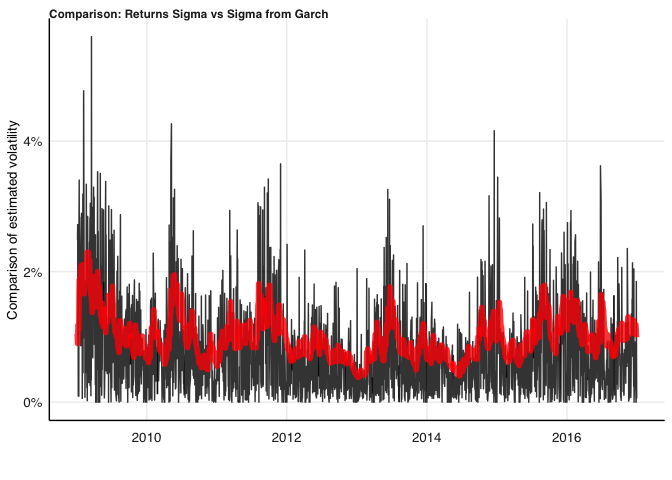 Comparison: Returns Sigma vs Sigma from Garch
Comparison of estimated volatility
4%
2%
0%
2010 2012 2014 2016